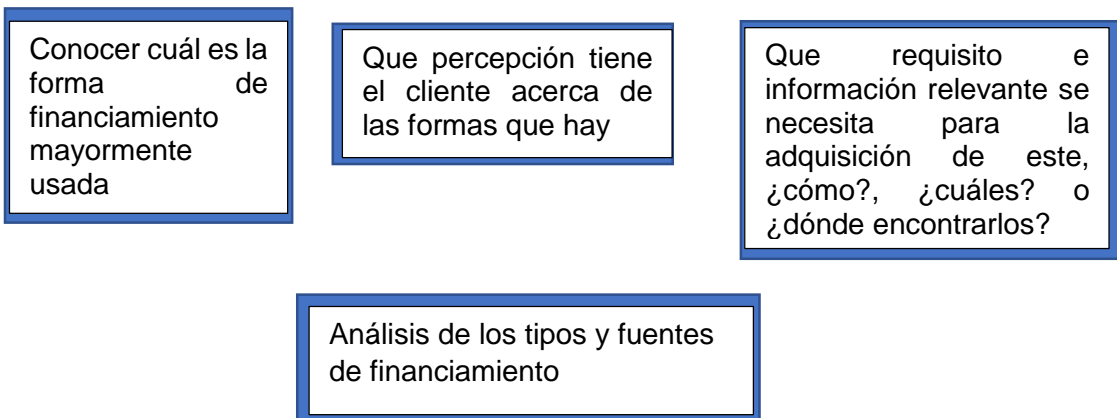 Conocer cuál es la
forma de
financiamiento
mayormente
usada
Que percepción tiene
el cliente acerca de
las formas que hay
Que requisito e
información relevante se
necesita para la
adquisición de este,
¿cómo?, ¿cuáles? o
¿dónde encontrarlos?
Análisis de los tipos y fuentes
de financiamiento